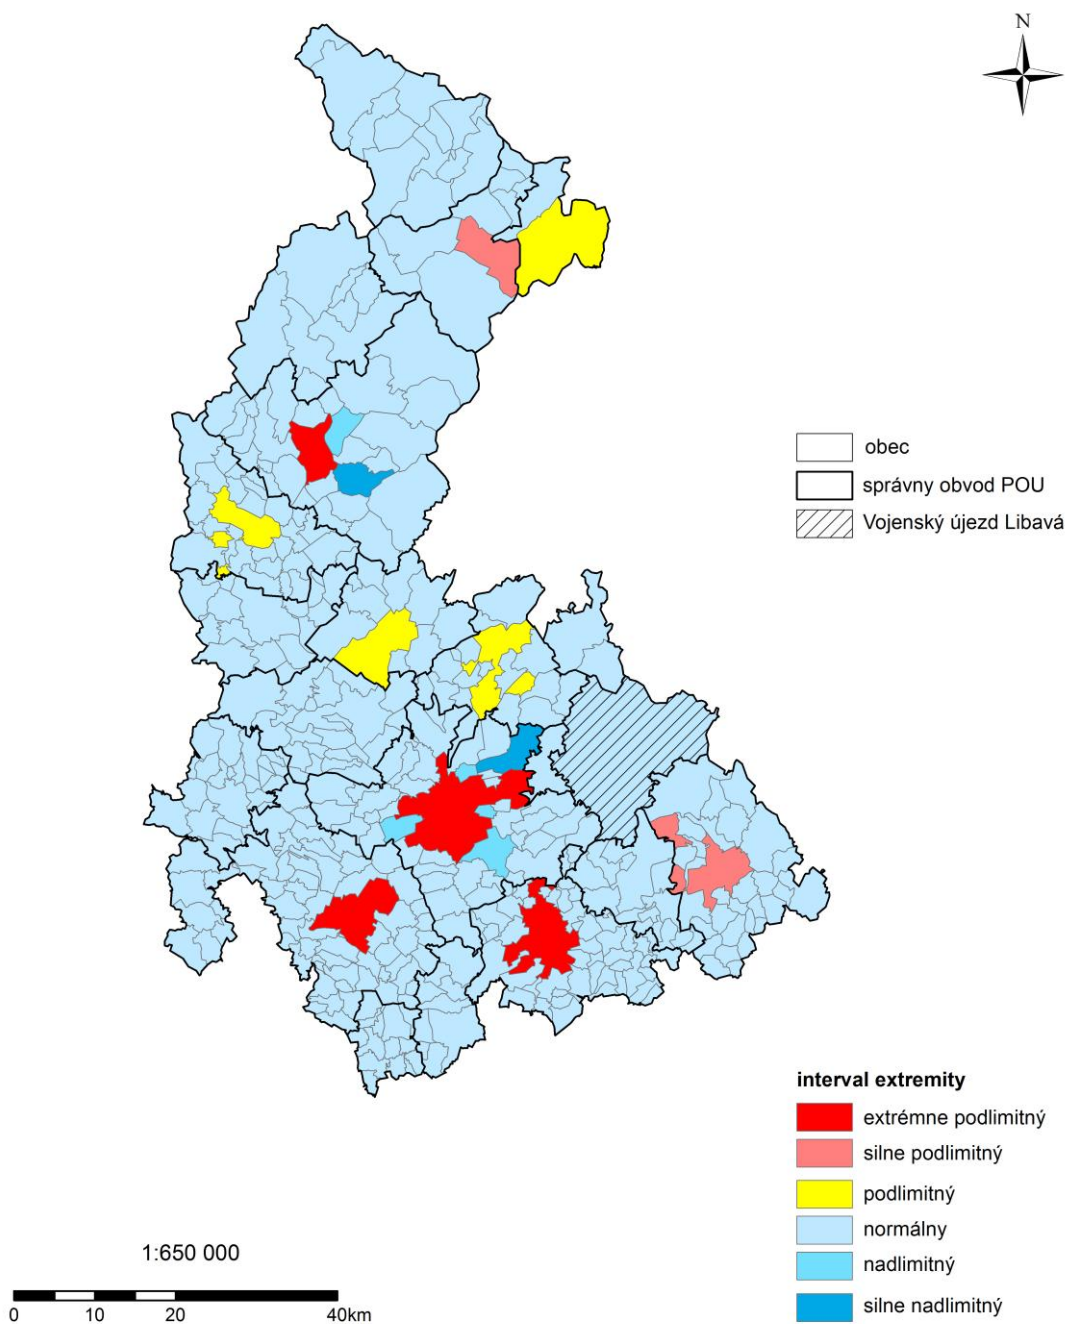 N
obec
správny obvod POU
Vojenský újezd Libavá
interval extremity
extrémne podlimitný
silne podlimitný
podlimitný
normálny
nadlimitný
silne nadlimitný
1:650 000
0 10 20 40km